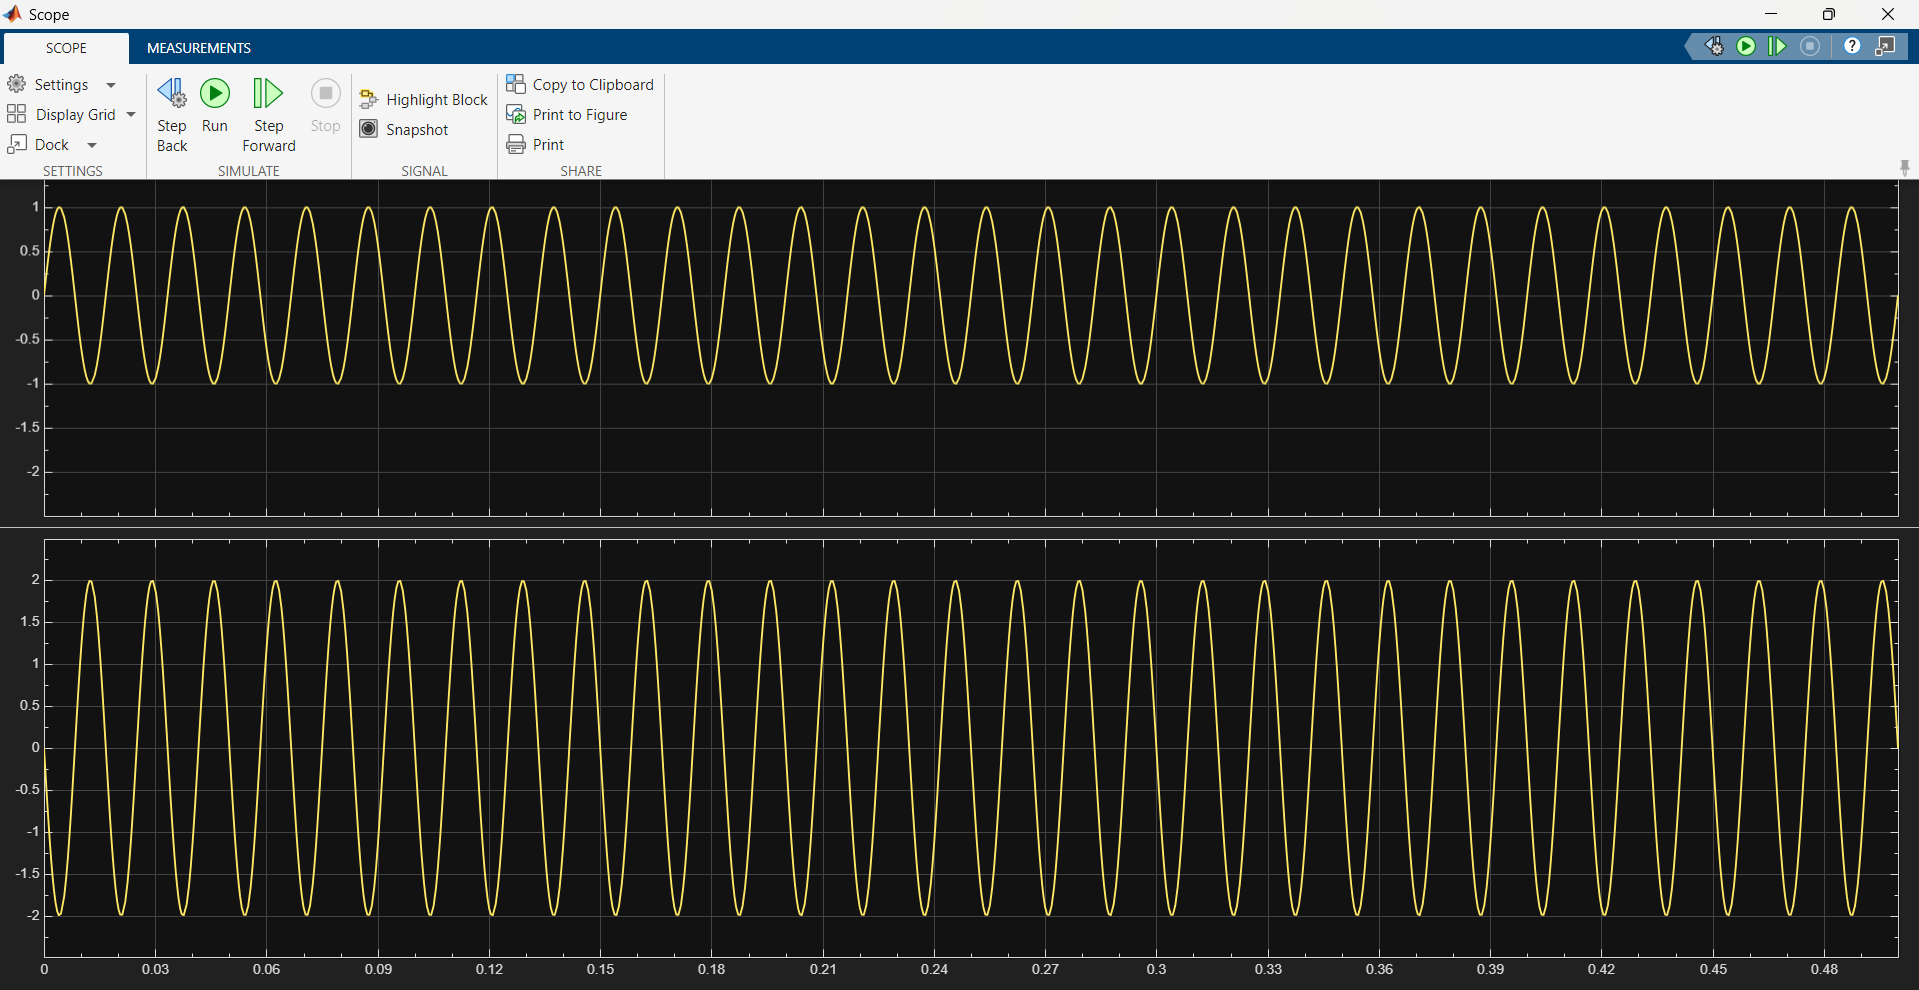 Scope
SCOPE MEASUREMENTS
Settings
Display Grid
Dock
SETTINGS
Step Back
Run
Step Forward
Stop
SIMULATE
Highlight Block
Snapshot
SIGNAL
Copy to Clipboard
Print to Figure
Print
SHARE
1
0.5
0
-0.5
-1
-1.5
-2
2
1.5
1
0.5
0
-0.5
-1
-1.5
-2
0 0.03 0.06 0.09 0.12 0.15 0.18 0.21 0.24 0.27 0.3 0.33 0.36 0.39 0.42 0.45 0.48